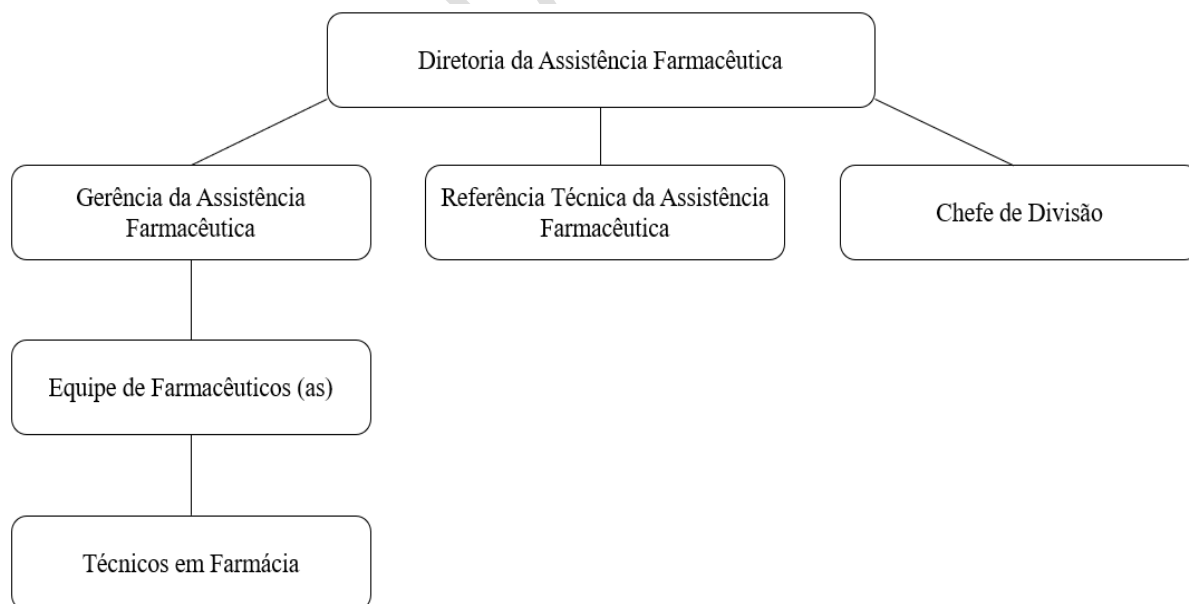 Diretoria da Assistência Farmacêutica
Gerência da Assistência
Farmacêutica
Referência Técnica da Assistência
Farmacêutica
Chefe de Divisão
Equipe de Farmacêuticos (as)
Técnicos em Farmácia